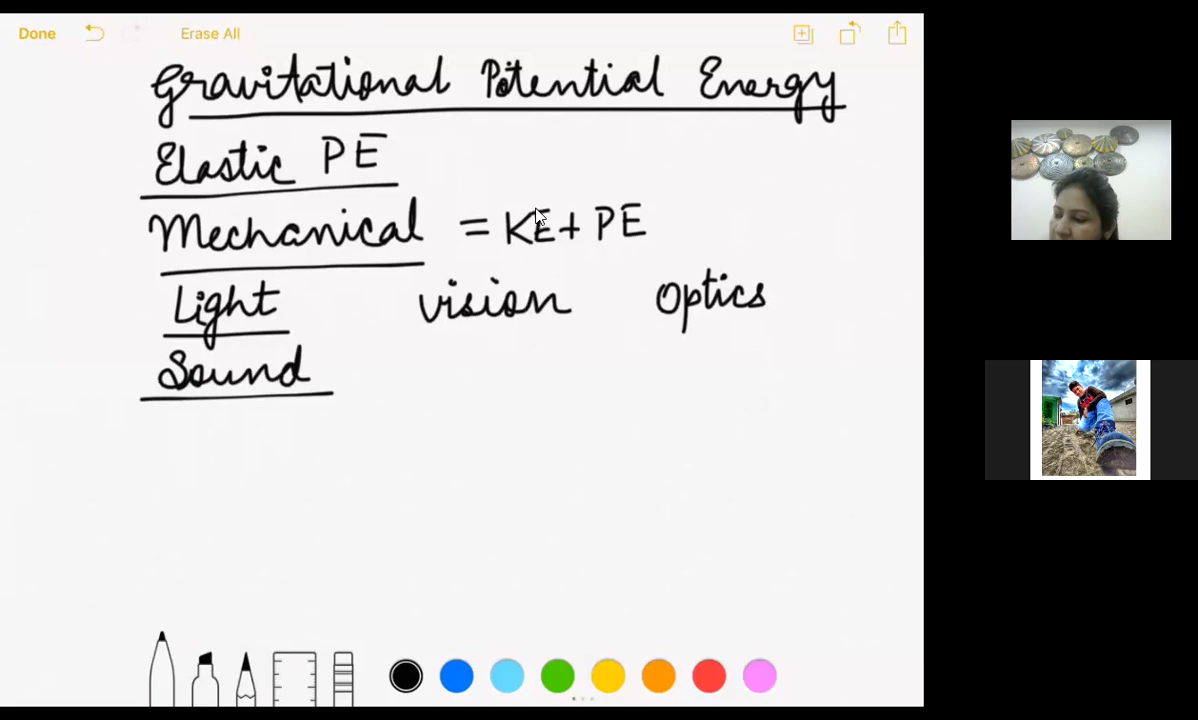 Done Erase All
Gravitational Potential Energy
Elastic PE
Mechanical = KE+ PE
Light vision Optics
Sound